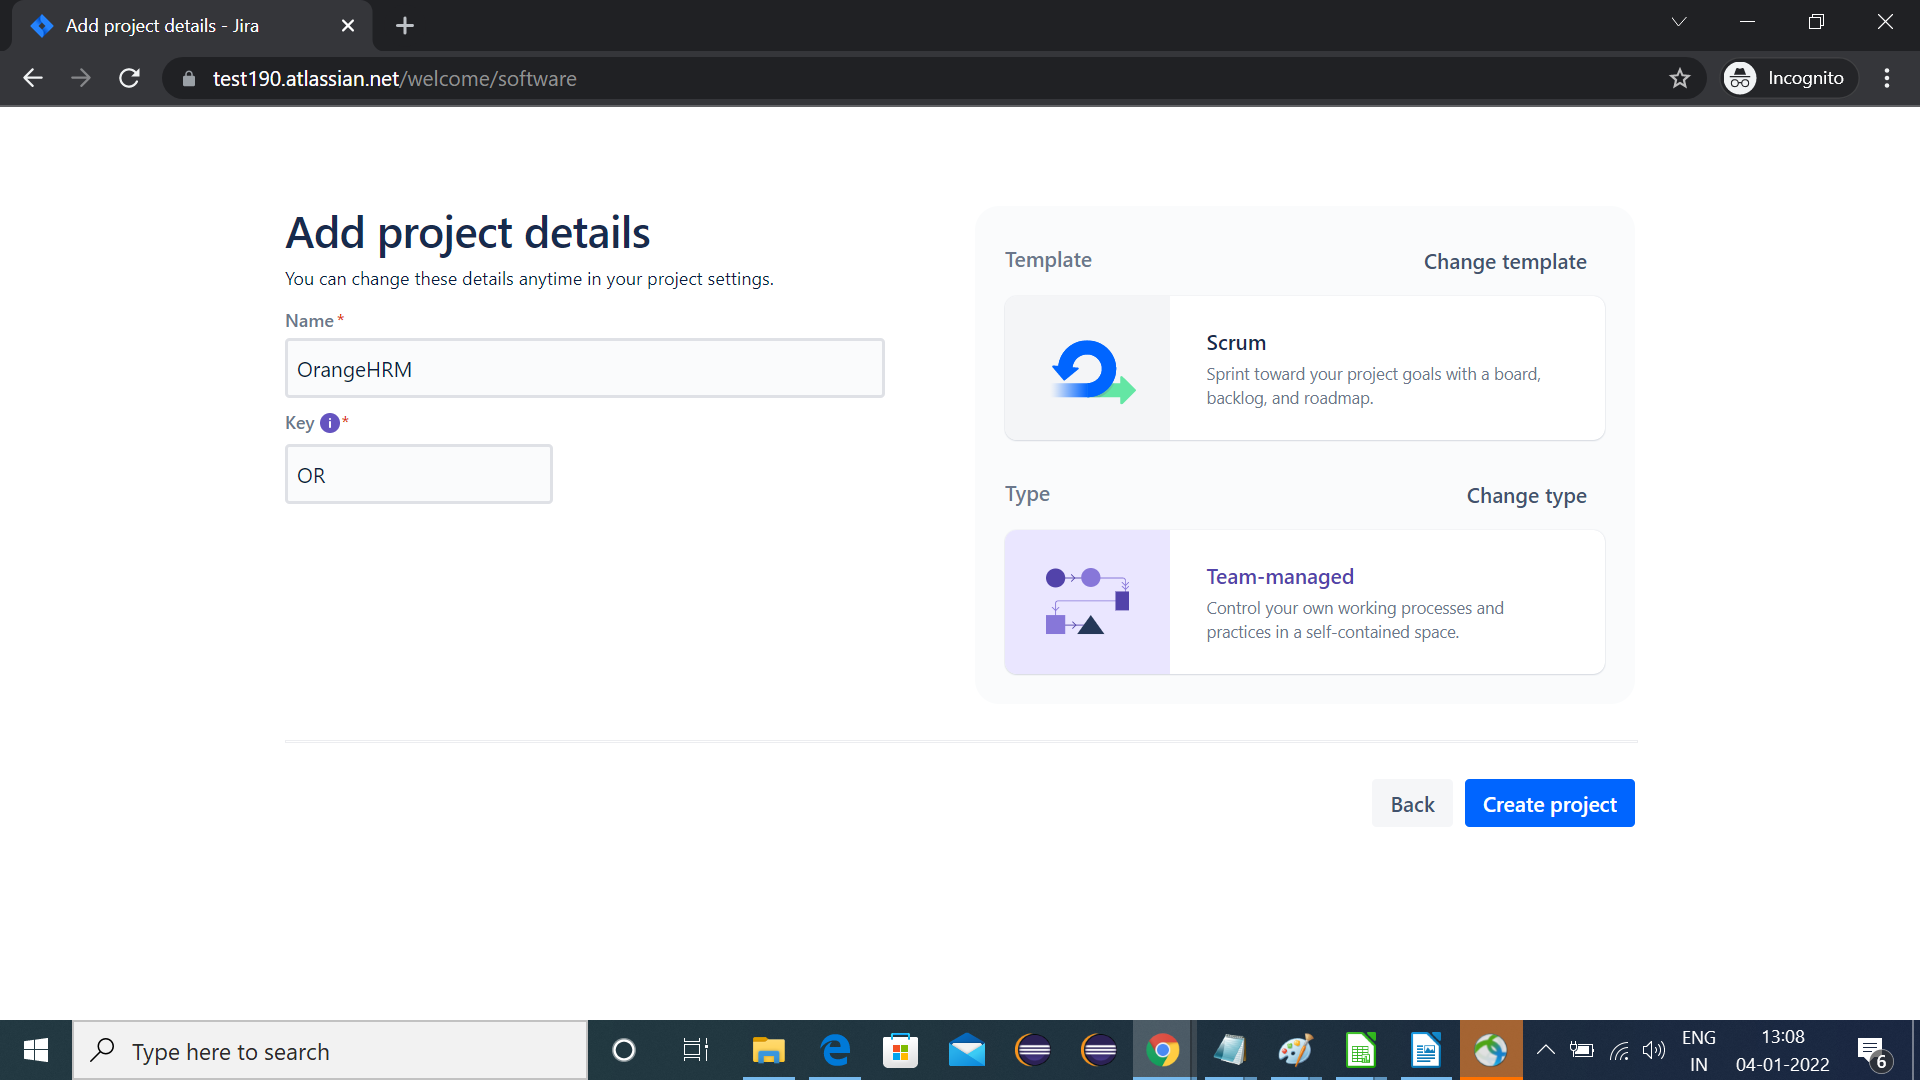 Add project details - Jira
test190.atlassian.net/welcome/software
Incognito
Add project details
You can change these details anytime in your project settings.
Name *
OrangeHRM
Key i *
OR
Template
Change template
Scrum
Sprint toward your project goals with a board,
backlog, and roadmap.
Type
Change type
Team-managed
Control your own working processes and
practices in a self-contained space.
Back
Create project
Type here to search
ENG
IN
13:08
04-01-2022
6